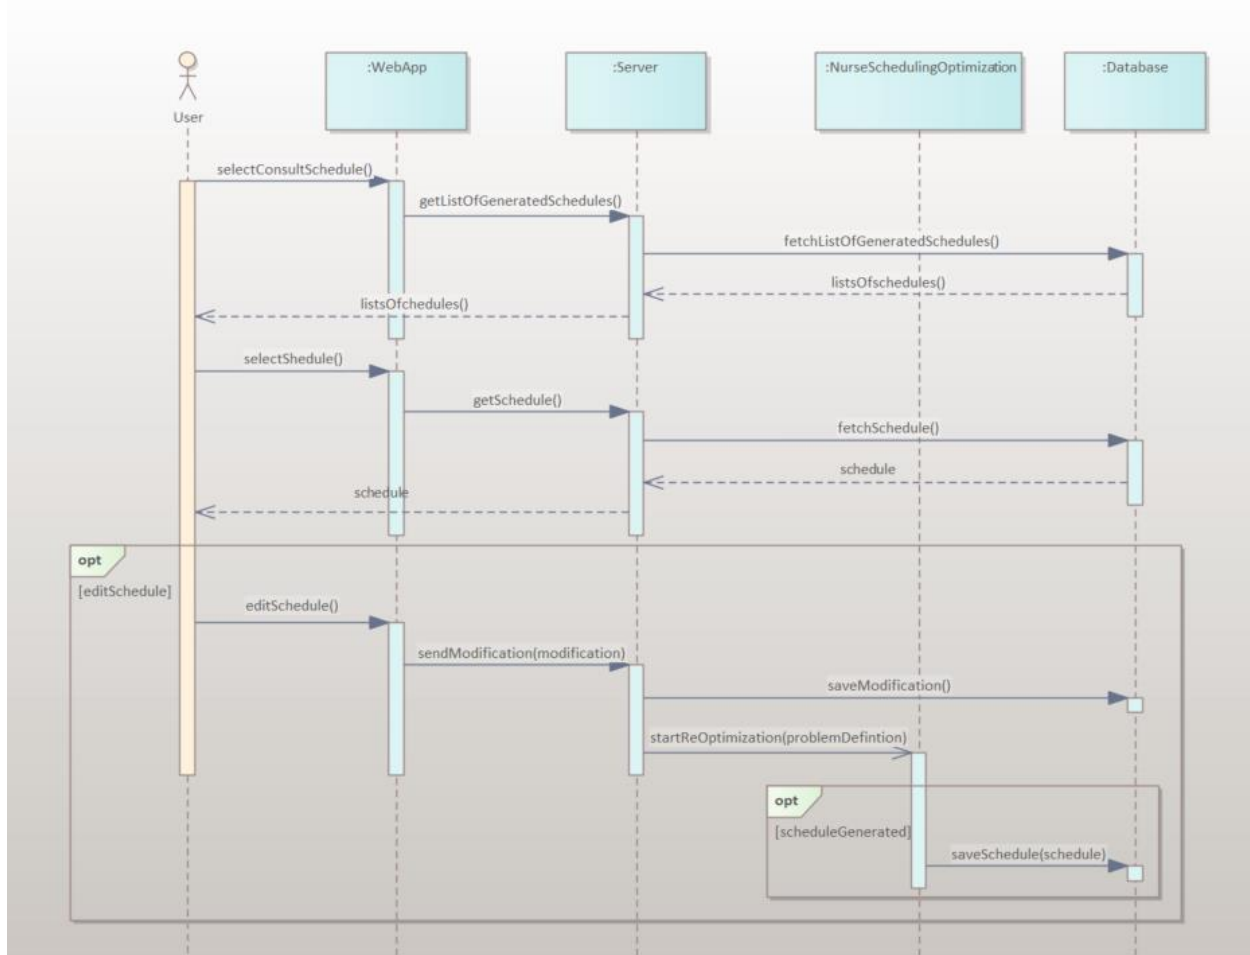 :WebApp
:Server
:NurseSchedulingOptimization
:Database
User
selectConsultSchedule()
getListOfGeneratedSchedules()
fetchListOfGeneratedSchedules()
listsOfschedules()
listsOfchedules()
selectShedule()
getSchedule()
fetchSchedule()
schedule
schedule
opt
[editSchedule]
editSchedule()
sendModification(modification)
saveModification()
startReOptimization(problemDefintion)
opt
[scheduleGenerated]
saveSchedule(schedule)